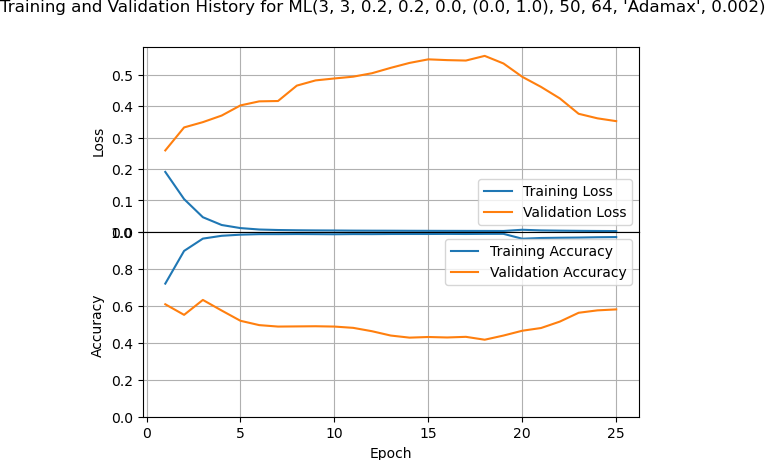 Training and Validation History for ML(3, 3, 0.2, 0.2, 0.0, (0.0, 1.0), 50, 64, 'Adamax', 0.002)
0.5
0.4
0.3
0.2
0.1
Loss
Training Loss
Validation Loss
1.0
0.8
0.6
0.4
0.2
0.0
Accuracy
Training Accuracy
Validation Accuracy
0 5 10 15 20 25
Epoch